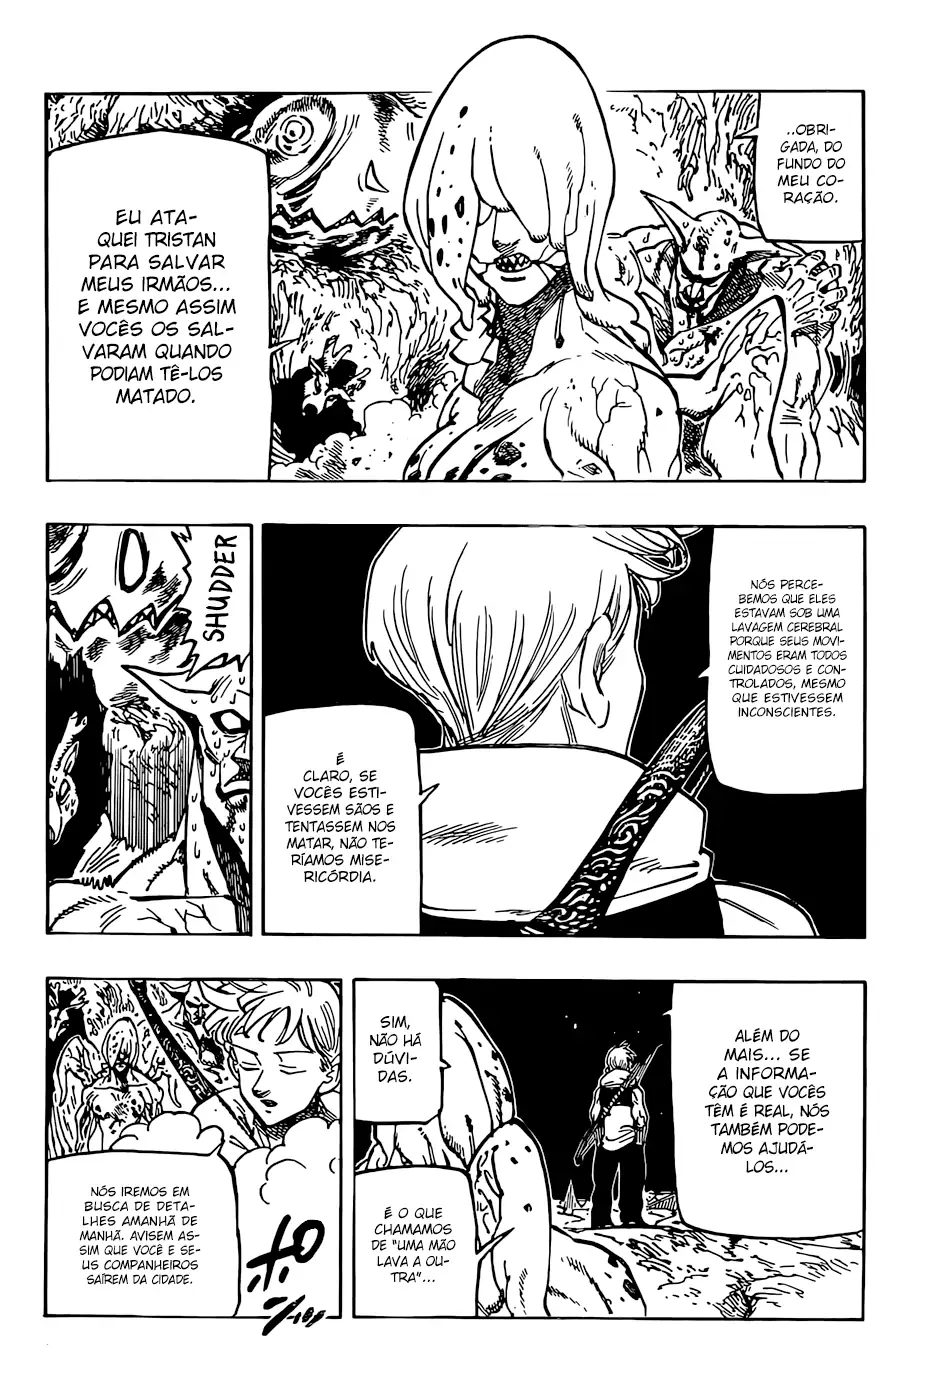 ..OBRI-
GADA, DO
FUNDO DO
MEU CO-
RAÇÃO.
EU ATA-
QUEI TRISTAN
PARA SALVAR
MEUS IRMÃOS...
E MESMO ASSIM
VOCÊS OS SAL-
VARAM QUANDO
PODIAM TÊ-LOS
MATADO.
NÓS PERCE-
BEMOS QUE ELES
ESTAVAM SOB UMA
LAVAGEM CEREBRAL
PORQUE SEUS MOVI-
MENTOS ERAM TODOS
CUIDADOSOS E CON-
TROLADOS, MESMO
QUE ESTIVESSEM
INCONSCIENTES.
É
CLARO, SE
VOCÊS ESTI-
VESSEM SÃOS E
TENTASSEM NOS
MATAR, NÃO TE-
RÍAMOS MISE-
RICÓRDIA.
SHUDDER
ALÉM DO
MAIS... SE
A INFORMA-
ÇÃO QUE VOCÊS
TÊM É REAL, NÓS
TAMBÉM PODE-
MOS AJUDÁ-
LOS...
SIM,
NÃO HÁ
DÚVI-
DAS.
É O QUE
CHAMAMOS
DE "UMA MÃO
LAVA A OU-
TRA"...
NÓS IREMOS EM
BUSCA DE DETA-
LHES AMANHÃ DE
MANHÃ. AVISEM AS-
SIM QUE VOCÊ E SE-
US COMPANHEIROS
SAÍREM DA CIDADE.